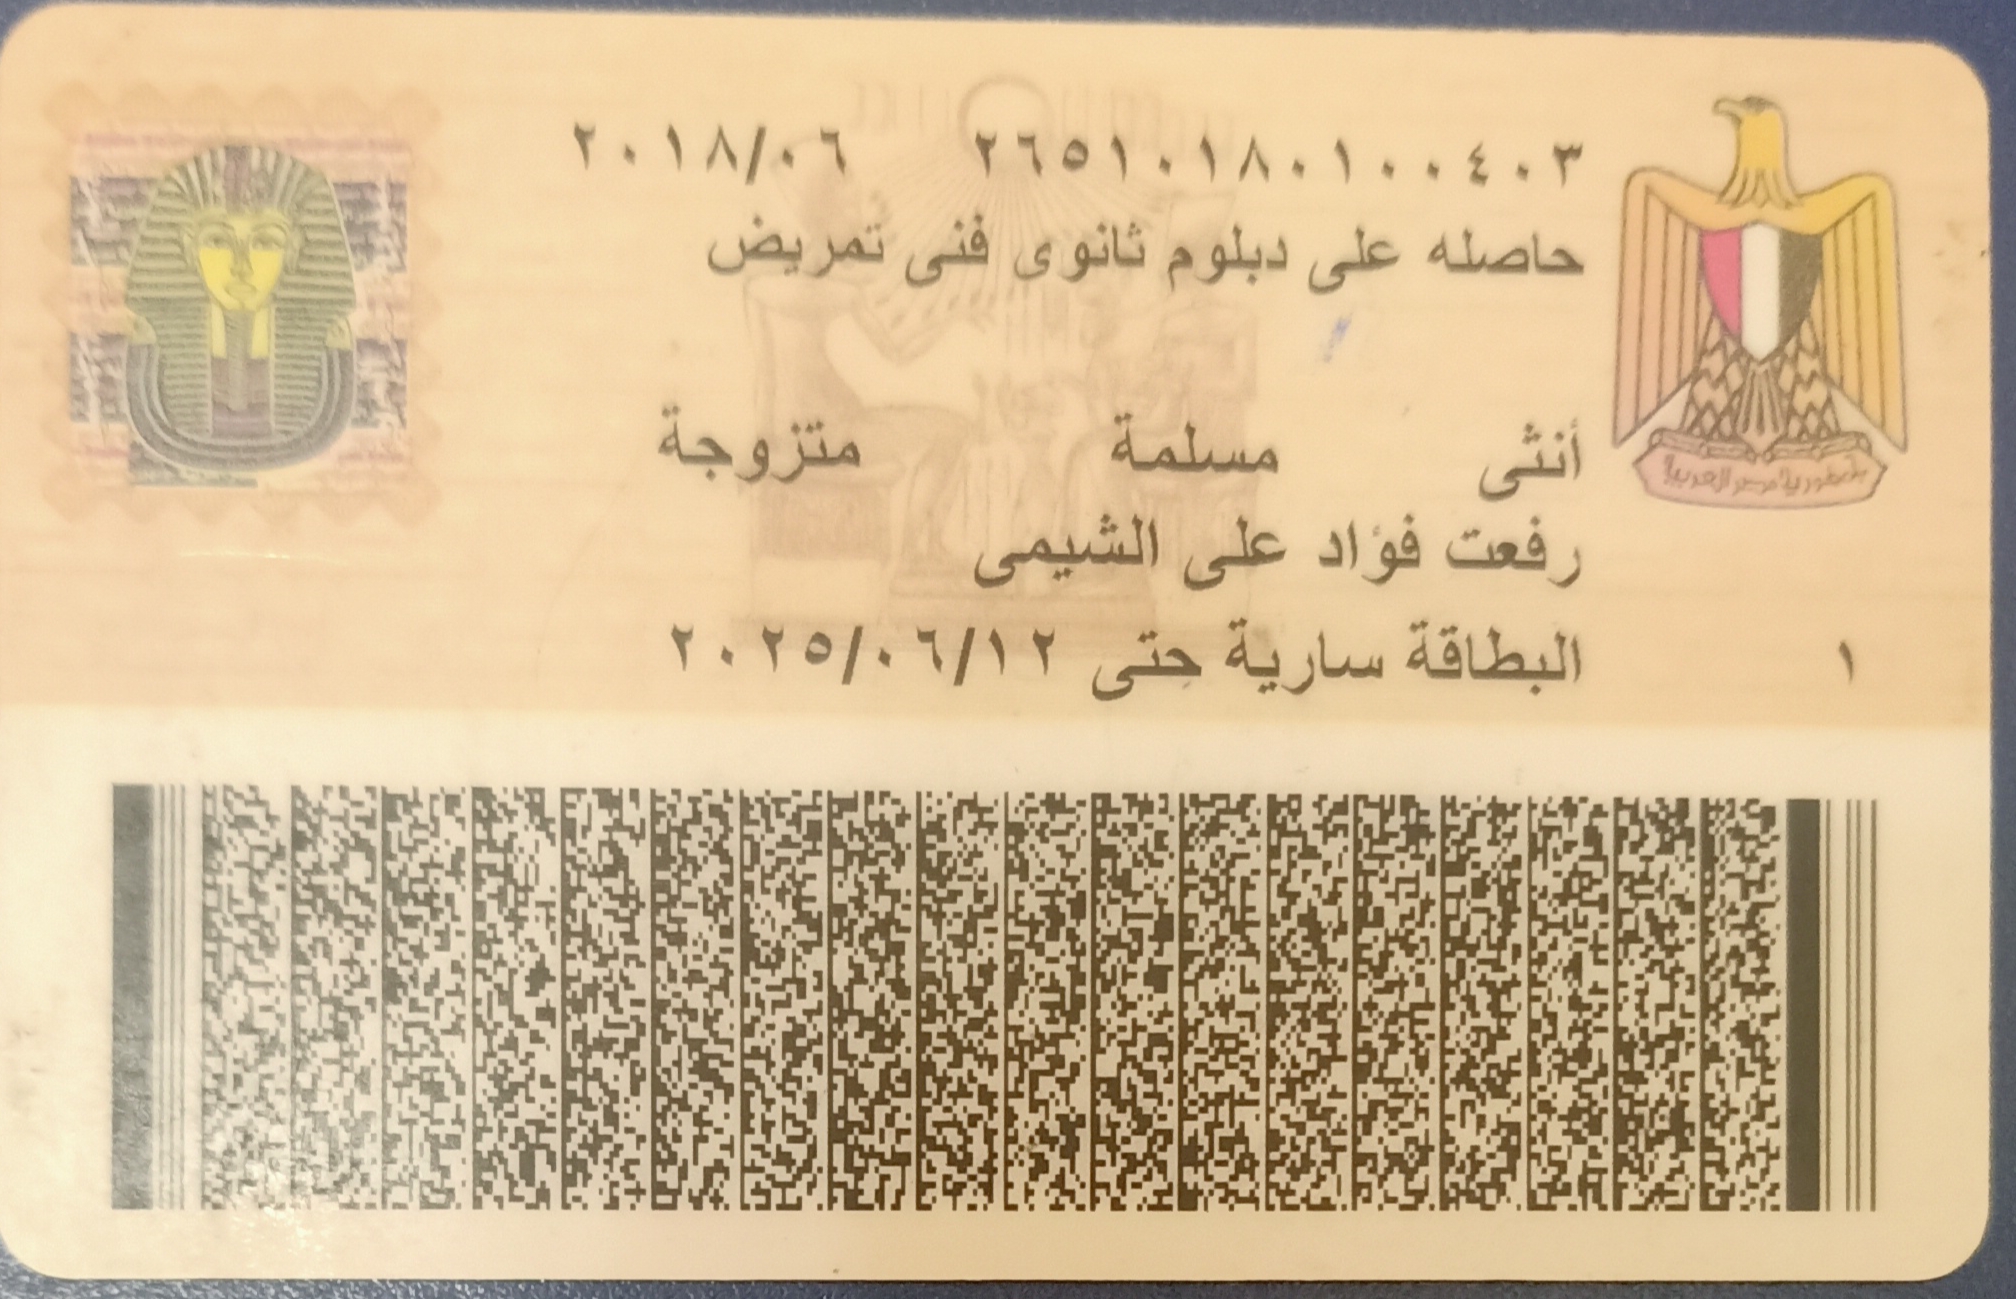 ٢٦٥١٠١٨٠١٠٠٤٠٣ ٢٠١٨/٠٦
حاصله على دبلوم ثانوى فنى تمريض
أنثى مسلمة متزوجة
رفعت فؤاد على الشيمى
البطاقة سارية حتى ٢٠٢٥/٠٦/١٢
١
جمهورية مصر العربية